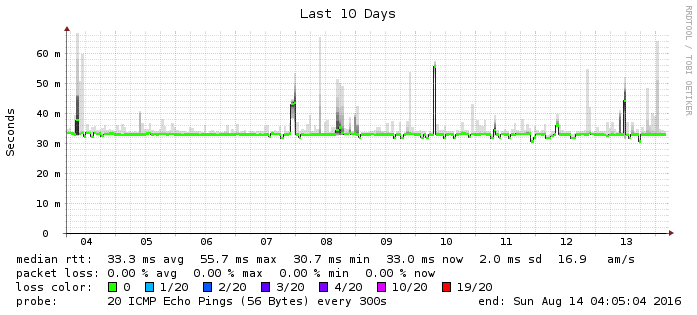 Last 10 Days
RRDTOOL / TOBI OETIKER
Seconds
60 m
50 m
40 m
30 m
20 m
10 m
0
04 05 06 07 08 09 10 11 12 13
median rtt: 33.3 ms avg 55.7 ms max 30.7 ms min 33.0 ms now 2.0 ms sd 16.9 am/s
packet loss: 0.00 % avg 0.00 % max 0.00 % min 0.00 % now
loss color: 0 1/20 2/20 3/20 4/20 10/20 19/20
probe: 20 ICMP Echo Pings (56 Bytes) every 300s end: Sun Aug 14 04:05:04 2016